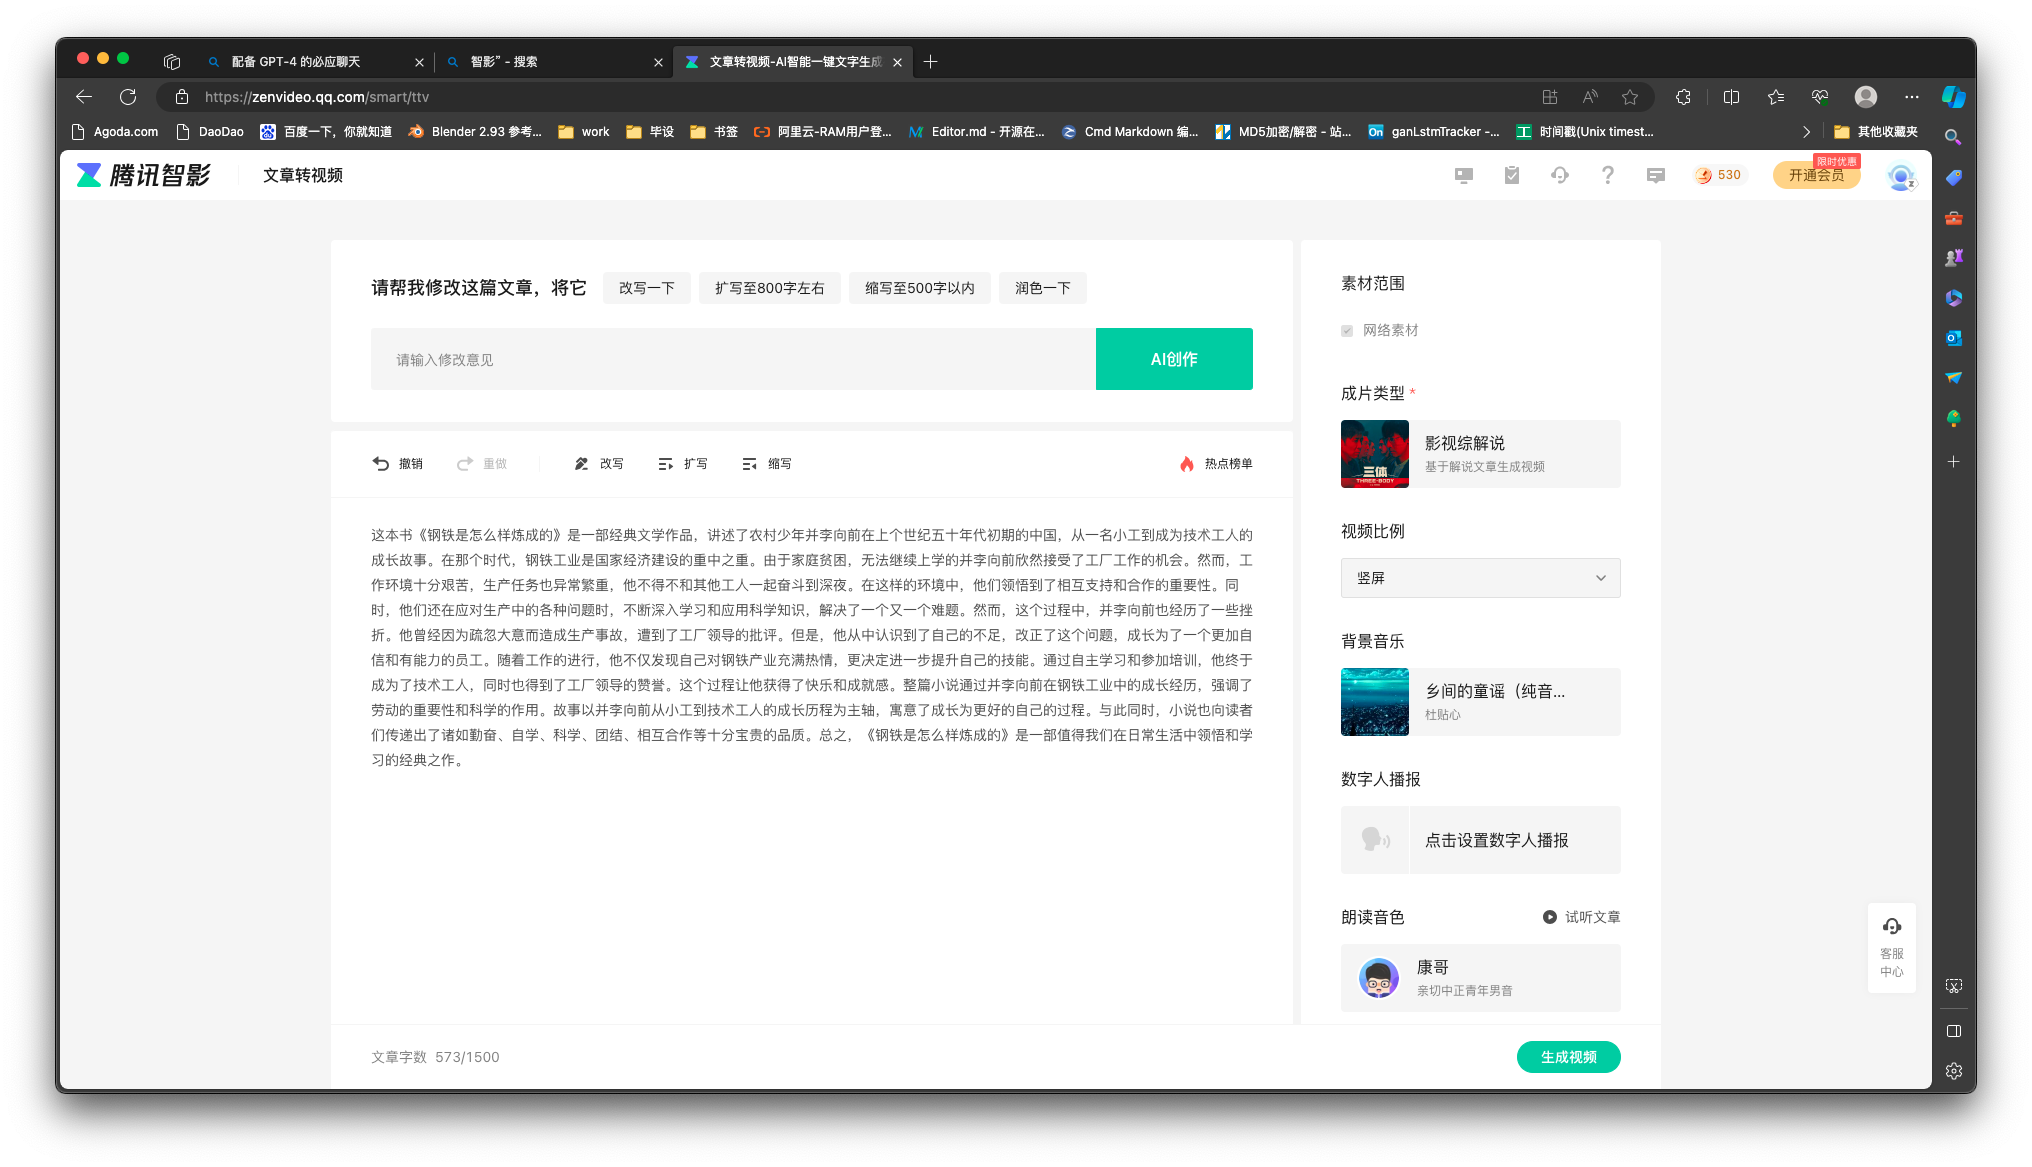 配备 GPT-4 的必应聊天
智影” - 搜索
文章转视频-AI智能一键文字生成
https://zenvideo.qq.com/smart/ttv
Agoda.com
DaoDao
百度一下，你就知道
Blender 2.93 参考...
work
毕设
书签
阿里云-RAM用户登...
Editor.md - 开源在...
Cmd Markdown 编...
MD5加密/解密 - 站...
On
ganLstmTracker -...
工
时间戳(Unix timest...
其他收藏夹
腾讯智影
文章转视频
530
限时优惠
开通会员
请帮我修改这篇文章，将它
改写一下
扩写至800字左右
缩写至500字以内
润色一下
请输入修改意见
AI创作
撤销
重做
改写
扩写
缩写
热点榜单
这本书《钢铁是怎么样炼成的》是一部经典文学作品，讲述了农村少年并李向前在上个世纪五十年代初期的中国，从一名小工到成为技术工人的
成长故事。在那个时代，钢铁工业是国家经济建设的重中之重。由于家庭贫困，无法继续上学的并李向前欣然接受了工厂工作的机会。然而，工
作环境十分艰苦，生产任务也异常繁重，他不得不和其他工人一起奋斗到深夜。在这样的环境中，他们领悟到了相互支持和合作的重要性。同
时，他们还在应对生产中的各种问题时，不断深入学习和应用科学知识，解决了一个又一个难题。然而，这个过程中，并李向前也经历了一些挫
折。他曾经因为疏忽大意而造成生产事故，遭到了工厂领导的批评。但是，他从中认识到了自己的不足，改正了这个问题，成长为了一个更加自
信和有能力的员工。随着工作的进行，他不仅发现自己对钢铁产业充满热情，更决定进一步提升自己的技能。通过自主学习和参加培训，他终于
成为了技术工人，同时也得到了工厂领导的赞誉。这个过程让他获得了快乐和成就感。整篇小说通过并李向前在钢铁工业中的成长经历，强调了
劳动的重要性和科学的作用。故事以并李向前从小工到技术工人的成长历程为主轴，寓意了成长为更好的自己的过程。与此同时，小说也向读者
们传递出了诸如勤奋、自学、科学、团结、相互合作等十分宝贵的品质。总之，《钢铁是怎么样炼成的》是一部值得我们在日常生活中领悟和学
习的经典之作。
文章字数 573/1500
素材范围
网络素材
成片类型 *
三体
THREE-BODY
影视综解说
基于解说文章生成视频
视频比例
竖屏
背景音乐
乡间的童谣（纯音...
杜贴心
数字人播报
点击设置数字人播报
朗读音色
试听文章
康哥
亲切中正青年男音
生成视频
客服
中心